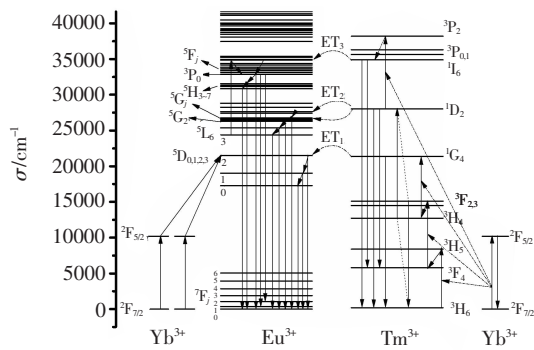 σ/cm⁻¹
40000
35000
30000
25000
20000
15000
10000
5000
0
⁵Fⱼ
³P₀
⁵H₃₋₇
⁵Gⱼ
⁵G₂
⁵L₆
⁵D₀,₁,₂,₃
3
2
1
0
⁷Fⱼ
6
5
4
3
2
1
0
ET₃
ET₂
ET₁
³P₂
³P₀,₁
¹I₆
¹D₂
¹G₄
³F₂,₃
³H₄
³H₅
³F₄
³H₆
²F₅/₂
²F₇/₂
²F₅/₂
²F₇/₂
Yb³⁺ Eu³⁺ Tm³⁺ Yb³⁺